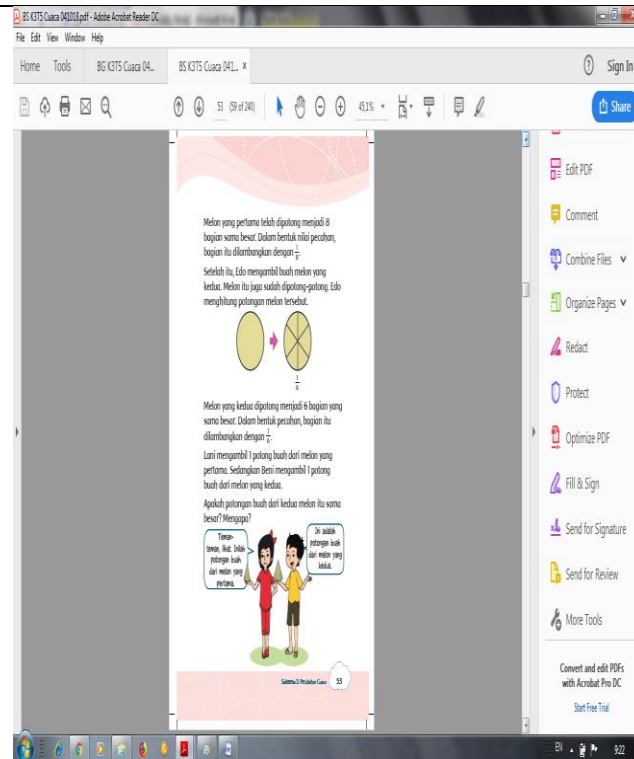 BS K3T5 Cuaca 041018.pdf - Adobe Acrobat Reader DC
File Edit View Window Help
Home Tools BG K3T5 Cuaca 04... BS K3T5 Cuaca 041... x
Sign In
53 (59 of 240) 45,1%
Share
Melon yang pertama telah dipotong menjadi 8
bagian sama besar. Dalam bentuk nilai pecahan,
bagian itu dilambangkan dengan 1/8.
Setelah itu, Edo mengambil buah melon yang
kedua. Melon itu juga sudah dipotong-potong. Edo
menghitung potongan melon tersebut.
1/6
Melon yang kedua dipotong menjadi 6 bagian yang
sama besar. Dalam bentuk pecahan, bagian itu
dilambangkan dengan 1/6.
Lani mengambil 1 potong buah dari melon yang
pertama. Sedangkan Beni mengambil 1 potong
buah dari melon yang kedua.
Apakah potongan buah dari kedua melon itu sama
besar? Mengapa?
Teman-
teman, lihat. Inilah
potongan buah
dari melon yang
pertama.
Ini adalah
potongan buah
dari melon yang
kedua.
Subtema 2: Perubahan Cuaca 53
Edit PDF
Comment
Combine Files
Organize Pages
Redact
Protect
Optimize PDF
Fill & Sign
Send for Signature
Send for Review
More Tools
Convert and edit PDFs
with Acrobat Pro DC
Start Free Trial
EN 9:22